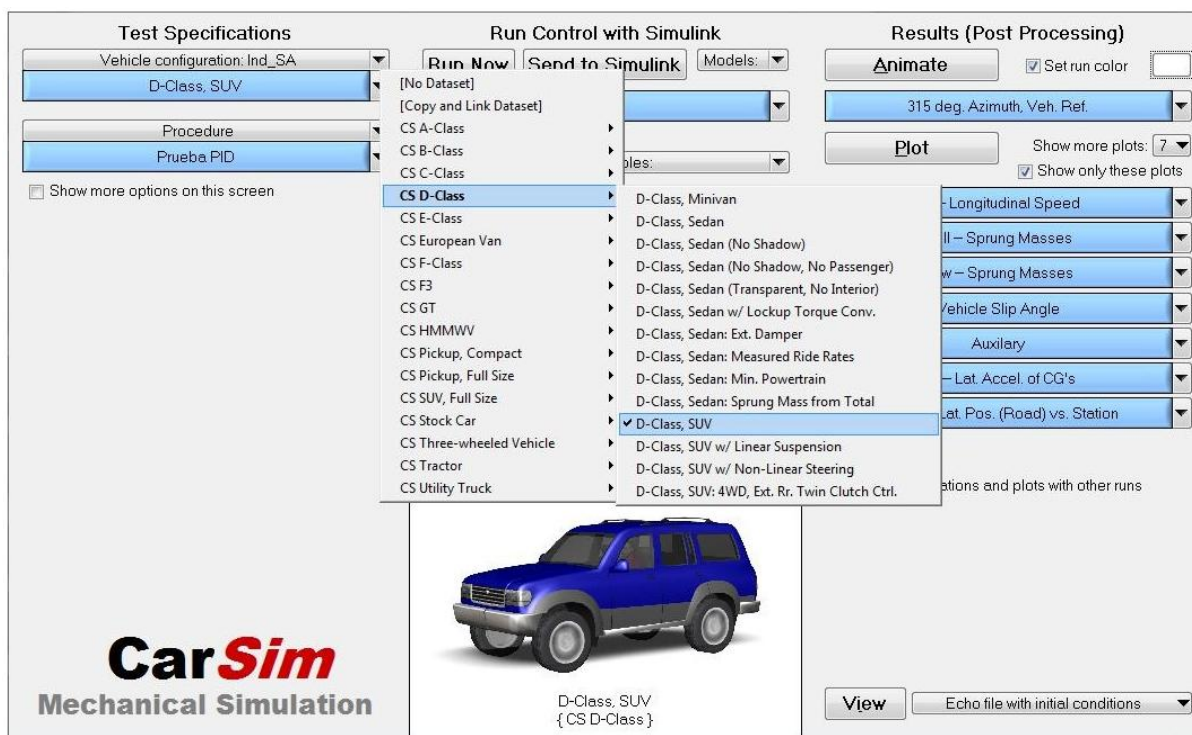 Test Specifications
Vehicle configuration: Ind_SA
D-Class, SUV
Procedure
Prueba PID
Show more options on this screen
Run Control with Simulink
Run Now
Send to Simulink
Models:
[No Dataset]
[Copy and Link Dataset]
CS A-Class
CS B-Class
CS C-Class
CS D-Class
CS E-Class
CS European Van
CS F-Class
CS F3
CS GT
CS HMMWV
CS Pickup, Compact
CS Pickup, Full Size
CS SUV, Full Size
CS Stock Car
CS Three-wheeled Vehicle
CS Tractor
CS Utility Truck
D-Class, Minivan
D-Class, Sedan
D-Class, Sedan (No Shadow)
D-Class, Sedan (No Shadow, No Passenger)
D-Class, Sedan (Transparent, No Interior)
D-Class, Sedan w/ Lockup Torque Conv.
D-Class, Sedan: Ext. Damper
D-Class, Sedan: Measured Ride Rates
D-Class, Sedan: Min. Powertrain
D-Class, Sedan: Sprung Mass from Total
D-Class, SUV
D-Class, SUV w/ Linear Suspension
D-Class, SUV w/ Non-Linear Steering
D-Class, SUV: 4WD, Ext. Rr. Twin Clutch Ctrl.
D-Class, SUV
{ CS D-Class }
Results (Post Processing)
Animate
Set run color
315 deg. Azimuth, Veh. Ref.
Plot
Show more plots: 7
Show only these plots
– Longitudinal Speed
– Sprung Masses
– Sprung Masses
Vehicle Slip Angle
Auxilary
– Lat. Accel. of CG's
Lat. Pos. (Road) vs. Station
and plots with other runs
View
Echo file with initial conditions
CarSim
Mechanical Simulation